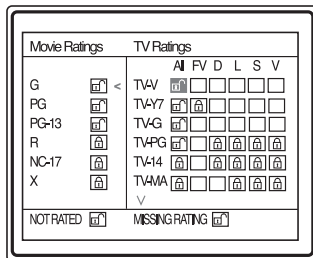 Movie Ratings TV Ratings
All FV D L S V
G < TV-V
PG TV-Y7
PG-13 TV-G
R TV-PG
NC-17 TV-14
X TV-MA
NOT RATED MISSING RATING